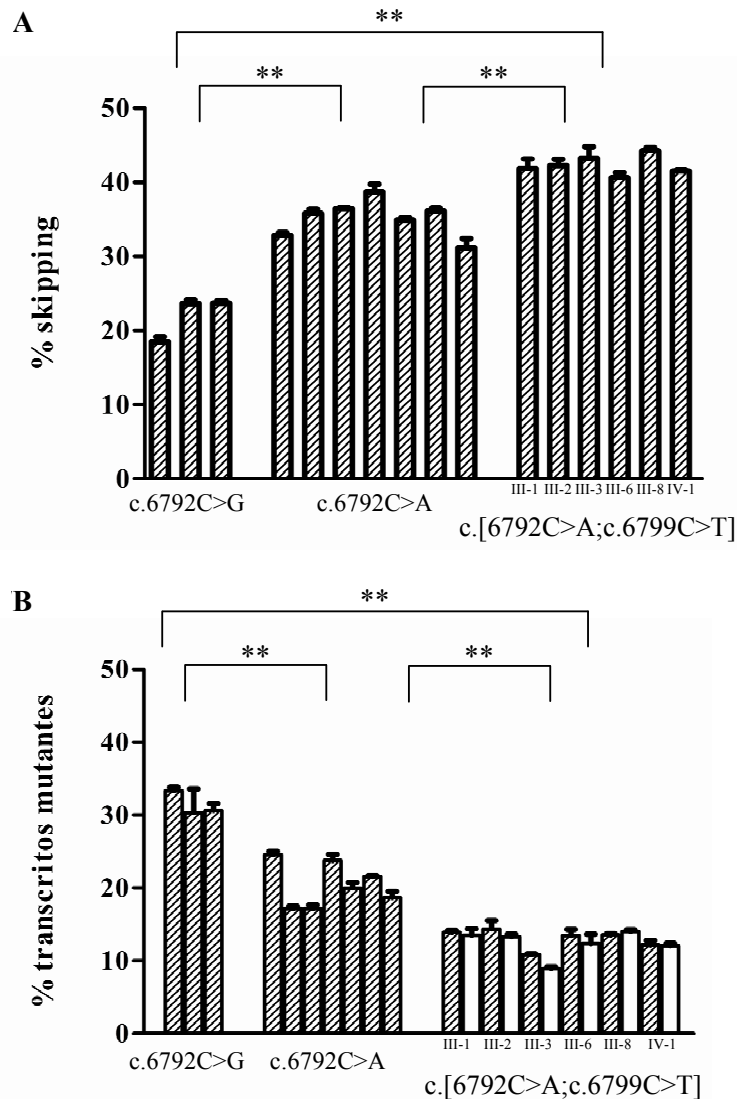 A
**
** **
50
40
30
20
10
0
% skipping
III-1 III-2 III-3 III-6 III-8 IV-1
c.6792C>G c.6792C>A
c.[6792C>A;c.6799C>T]
B
**
** **
50
40
30
20
10
0
% transcritos mutantes
III-1 III-2 III-3 III-6 III-8 IV-1
c.6792C>G c.6792C>A
c.[6792C>A;c.6799C>T]